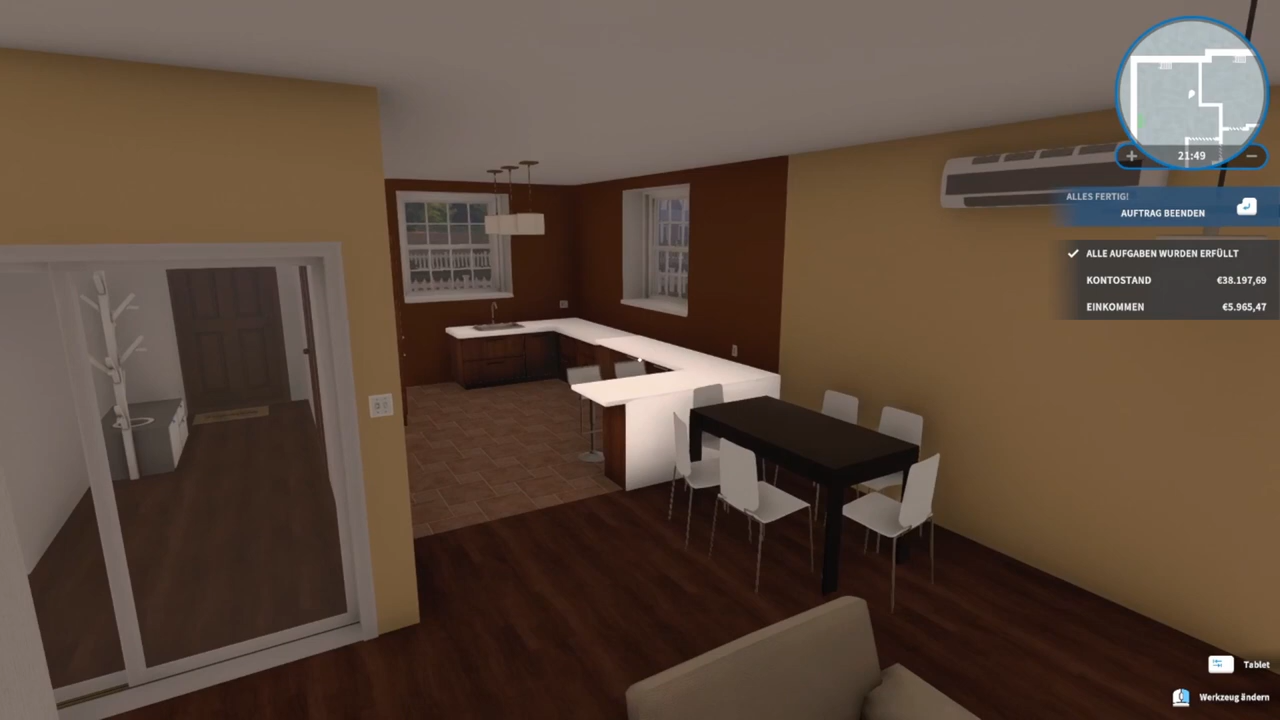 21:49
ALLES FERTIG!
AUFTRAG BEENDEN
ALLE AUFGABEN WURDEN ERFÜLLT
KONTOSTAND €38.197,69
EINKOMMEN €5.965,47
Tablet
Werkzeug ändern